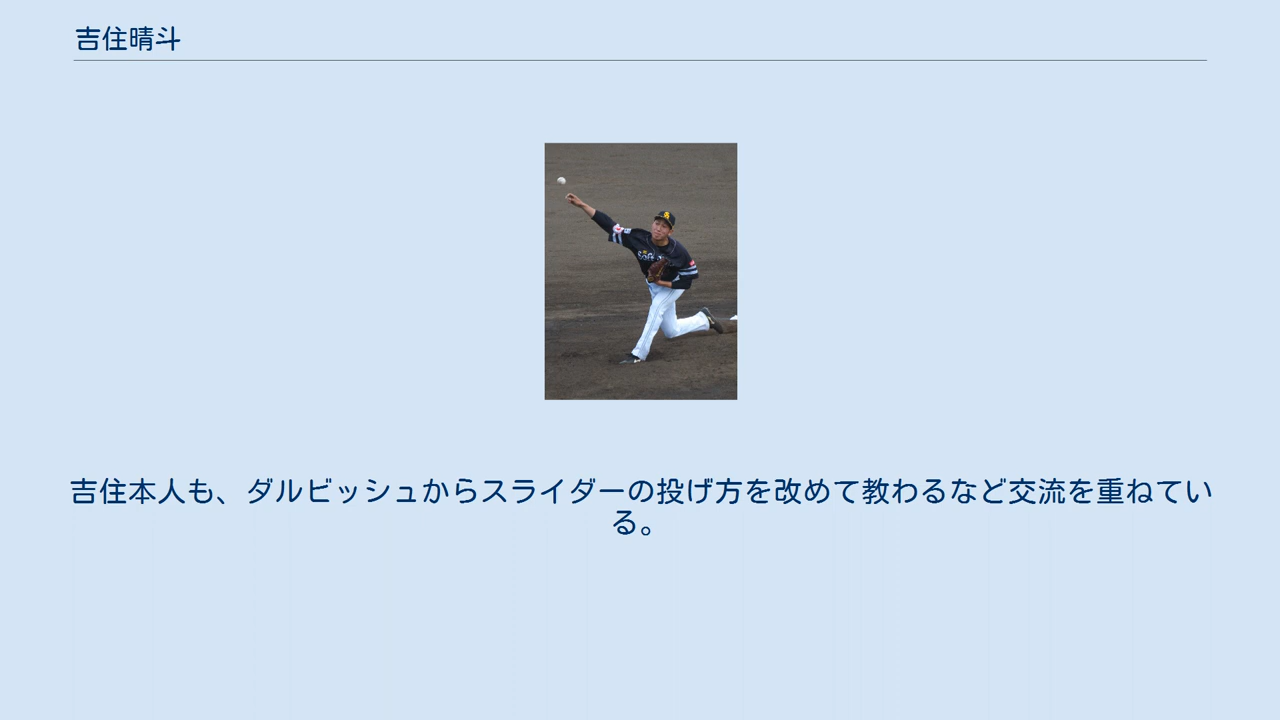 吉住晴斗
吉住本人も、ダルビッシュからスライダーの投げ方を改めて教わるなど交流を重ねてい
る。